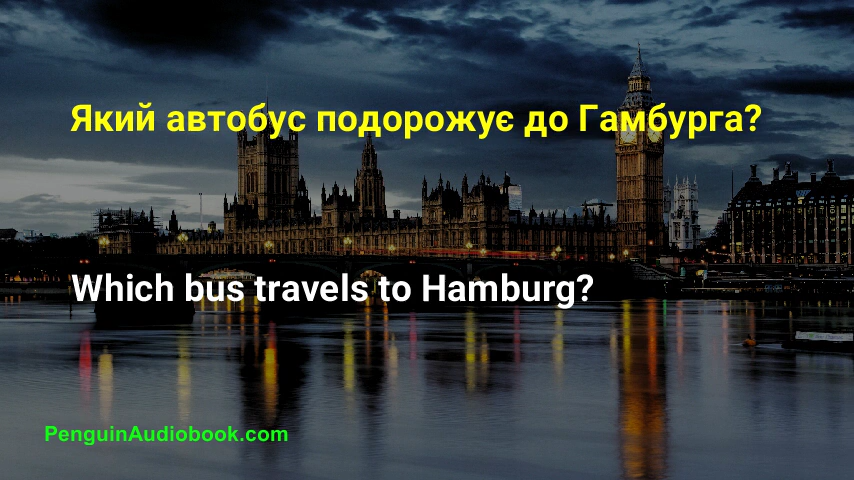 Який автобус подорожує до Гамбурга?
Which bus travels to Hamburg?
PenguinAudiobook.com